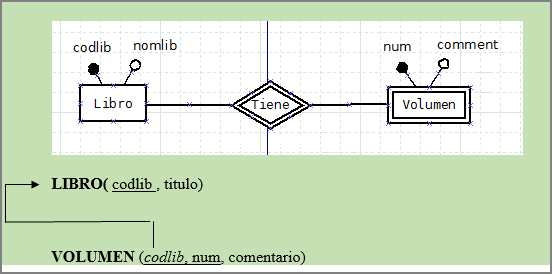 codlib nomlib num comment
Libro Tiene Volumen
LIBRO( codlib , titulo)
VOLUMEN (codlib, num, comentario)